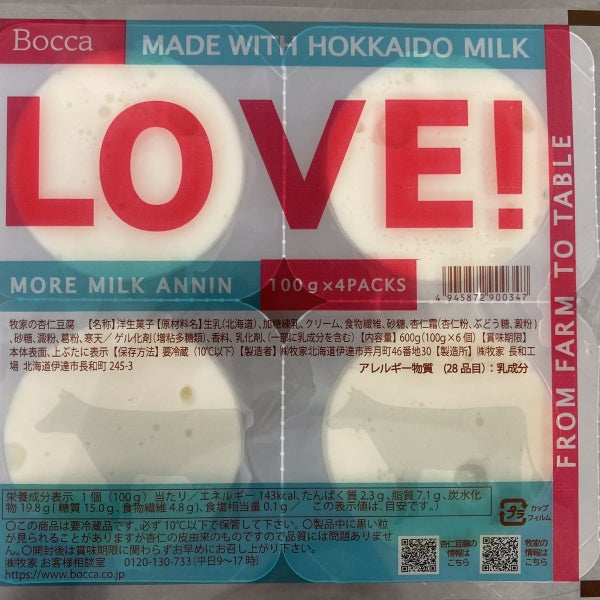 Bocca
MADE WITH HOKKAIDO MILK
LOVE!
MORE MILK ANNIN
100g×4PACKS
4 945872 900347
FROM FARM TO TABLE
牧家の杏仁豆腐 【名称】洋生菓子【原材料名】生乳(北海道)、加糖練乳、クリーム、食物繊維、砂糖、杏仁霜(杏仁粉、ぶどう糖、澱粉)
、砂糖、澱粉、葛粉、寒天／ゲル化剤(増粘多糖類)、香料、乳化剤、(一部に乳成分を含む)【内容量】600g(100g×6個)【賞味期限】
本体表面、上ぶたに表示【保存方法】要冷蔵(10℃以下)【製造者】㈱牧家 北海道伊達市弄月町46番地30【製造所】㈱牧家 長和工
場 北海道伊達市長和町 245-3
アレルギー物質 (28品目)：乳成分
栄養成分表示 1個(100g)当たり／エネルギー 143kcal、たんぱく質 2.3g、脂質 7.1g、炭水化
物 19.8g(糖質 15.0g、食物繊維 4.8g)、食塩相当量 0.1g／ この表示値は、目安です。)
○この商品は要冷蔵品です。必ず10℃以下で保管して下さい。○製品中に黒い粒
が見られることがありますが杏仁の皮由来のものですので品質には問題ありませ
ん。○開封後は賞味期限に関わらずお早めにお召し上がり下さい。
㈱牧家 お客様相談室 0120-130-733(平日9～17時)
https://www.bocca.co.jp
プラ
カップ
フィルム
杏仁豆腐の
情報は
こちら
牧家の
情報は
こちら